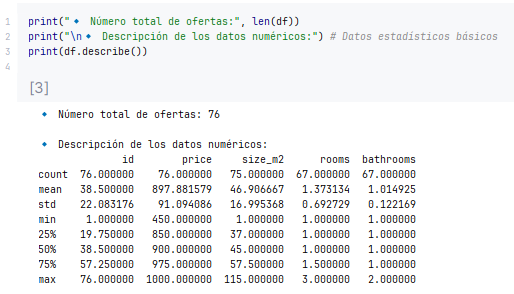 1 print("🔹 Número total de ofertas:", len(df))
2 print("\n🔹 Descripción de los datos numéricos:") # Datos estadísticos básicos
3 print(df.describe())
4
[3]
🔹 Número total de ofertas: 76
🔹 Descripción de los datos numéricos:
id price size_m2 rooms bathrooms
count 76.000000 76.000000 75.000000 67.000000 67.000000
mean 38.500000 897.881579 46.906667 1.373134 1.014925
std 22.083176 91.094086 16.995368 0.692729 0.122169
min 1.000000 450.000000 1.000000 1.000000 1.000000
25% 19.750000 850.000000 37.000000 1.000000 1.000000
50% 38.500000 900.000000 45.000000 1.000000 1.000000
75% 57.250000 975.000000 57.500000 1.500000 1.000000
max 76.000000 1000.000000 115.000000 3.000000 2.000000